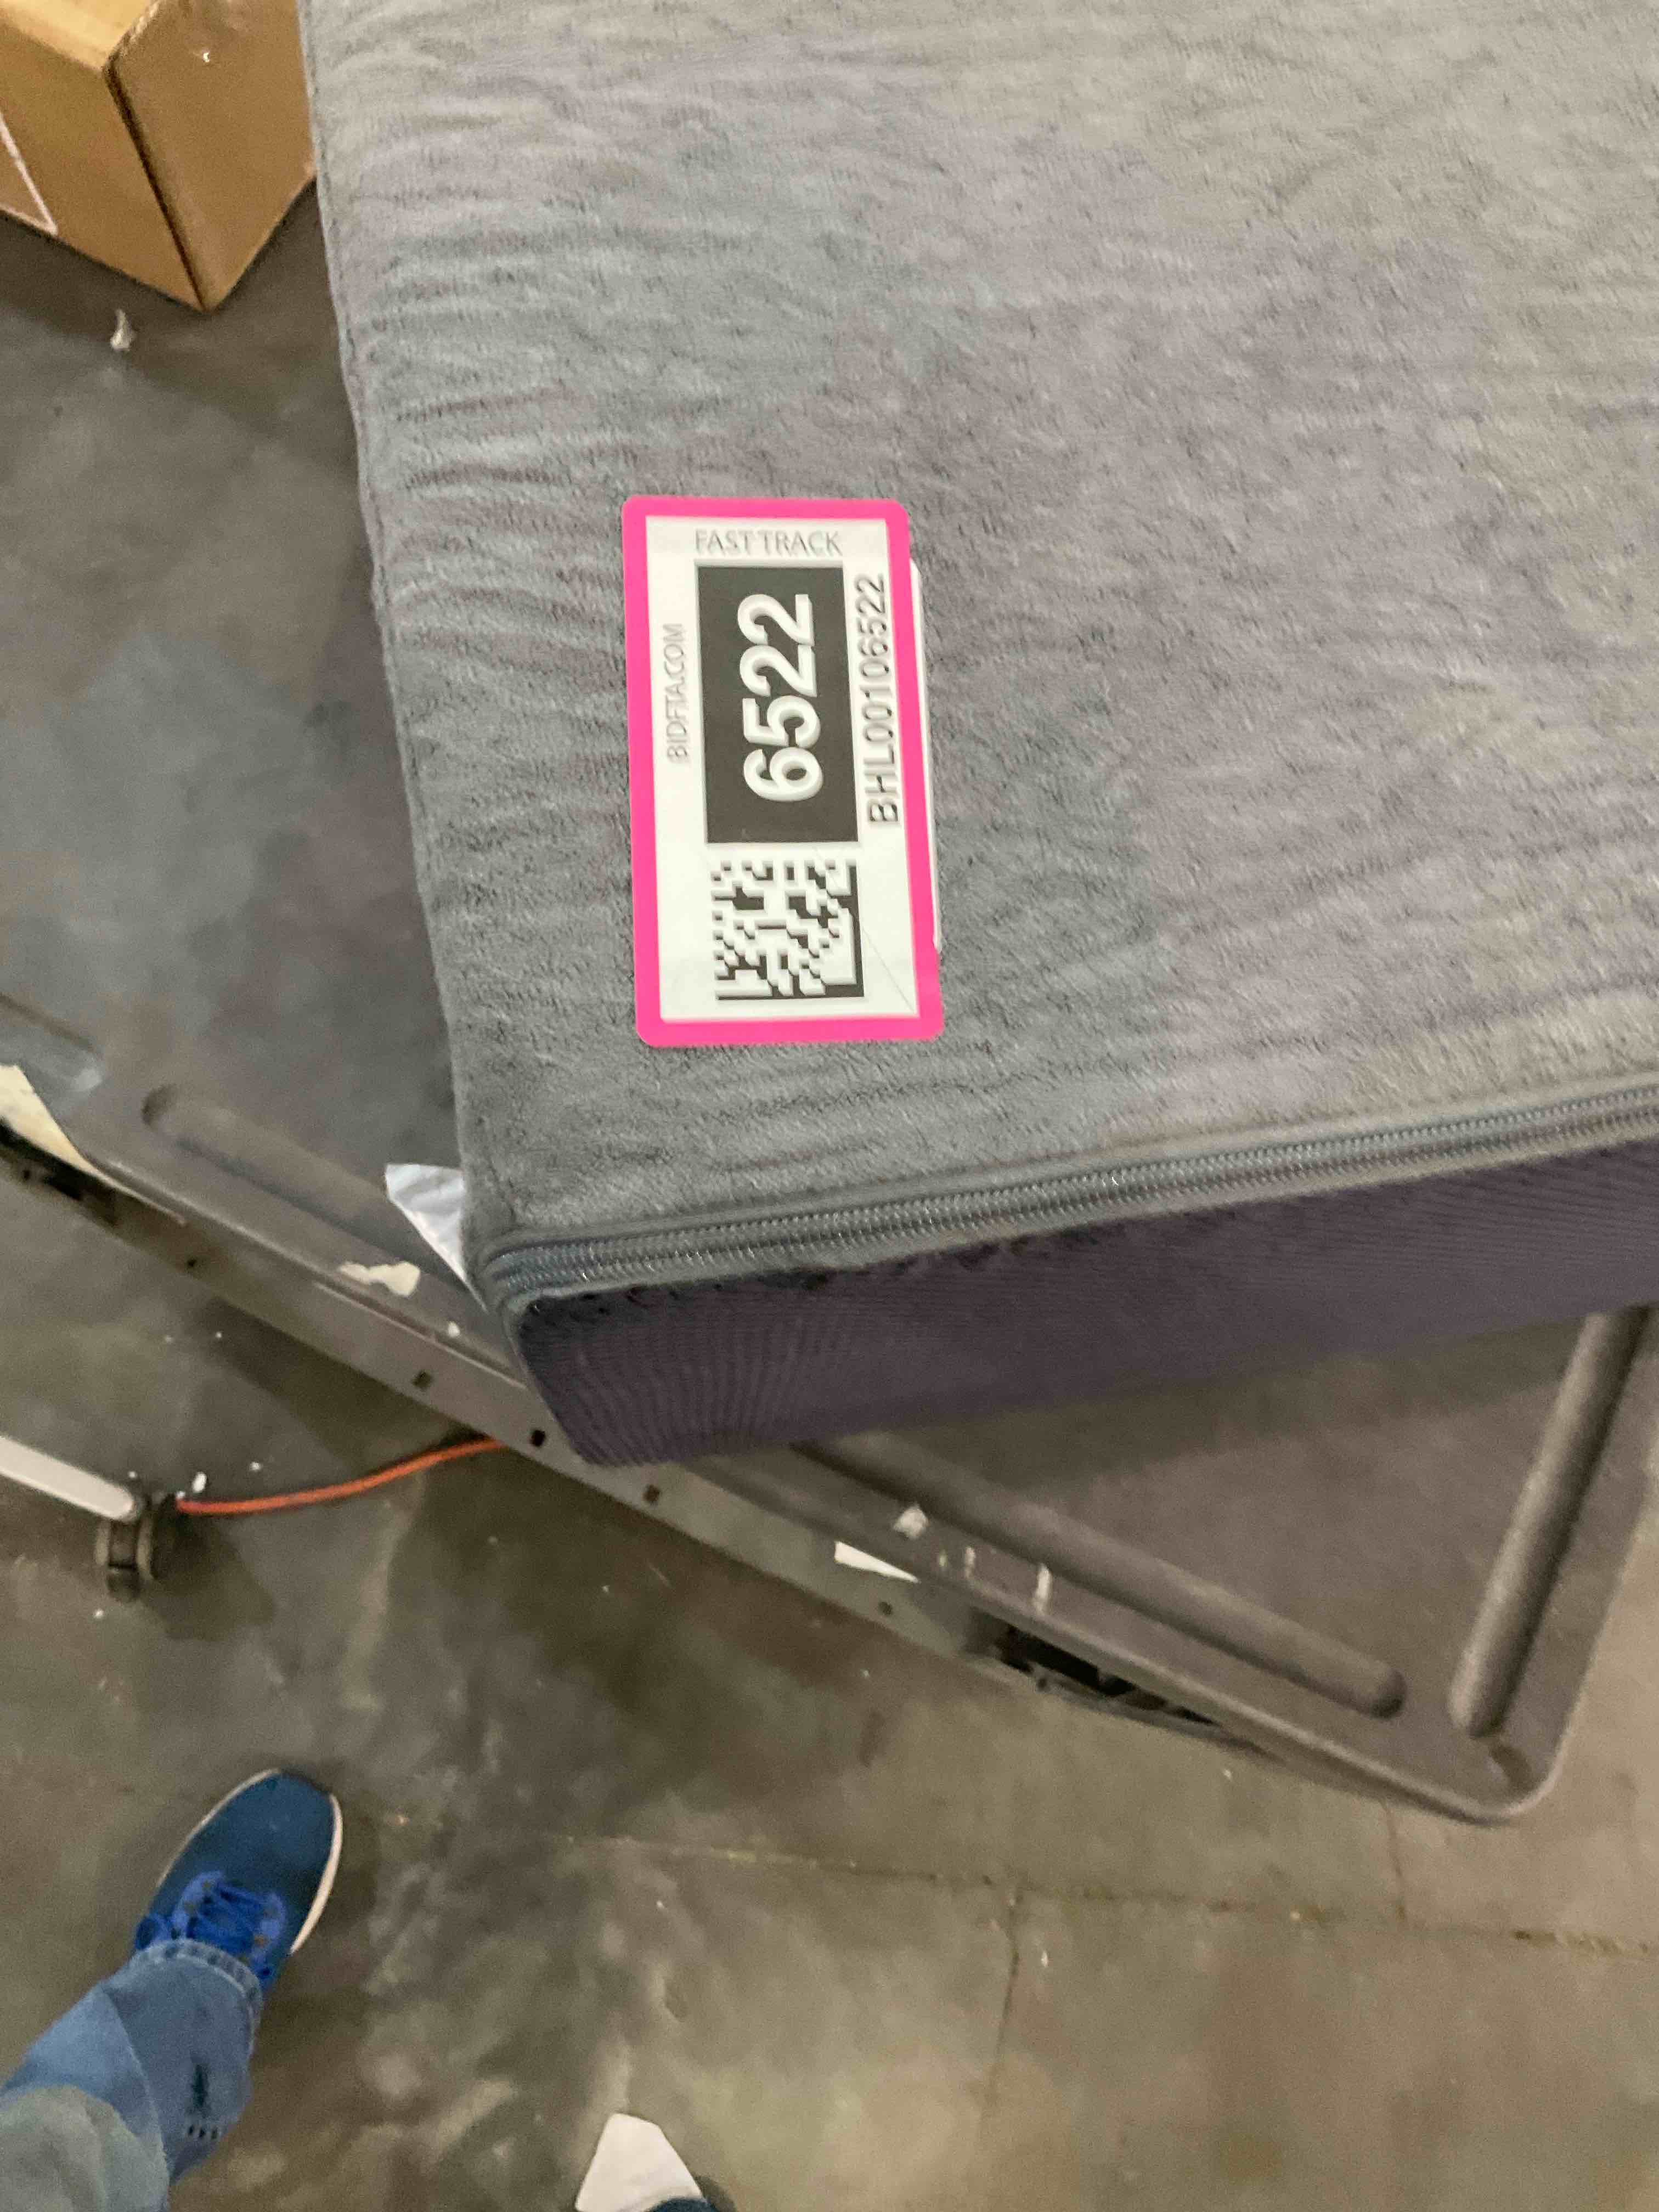 BIDFTA.COM
FAST TRACK
6522
BHL00106522